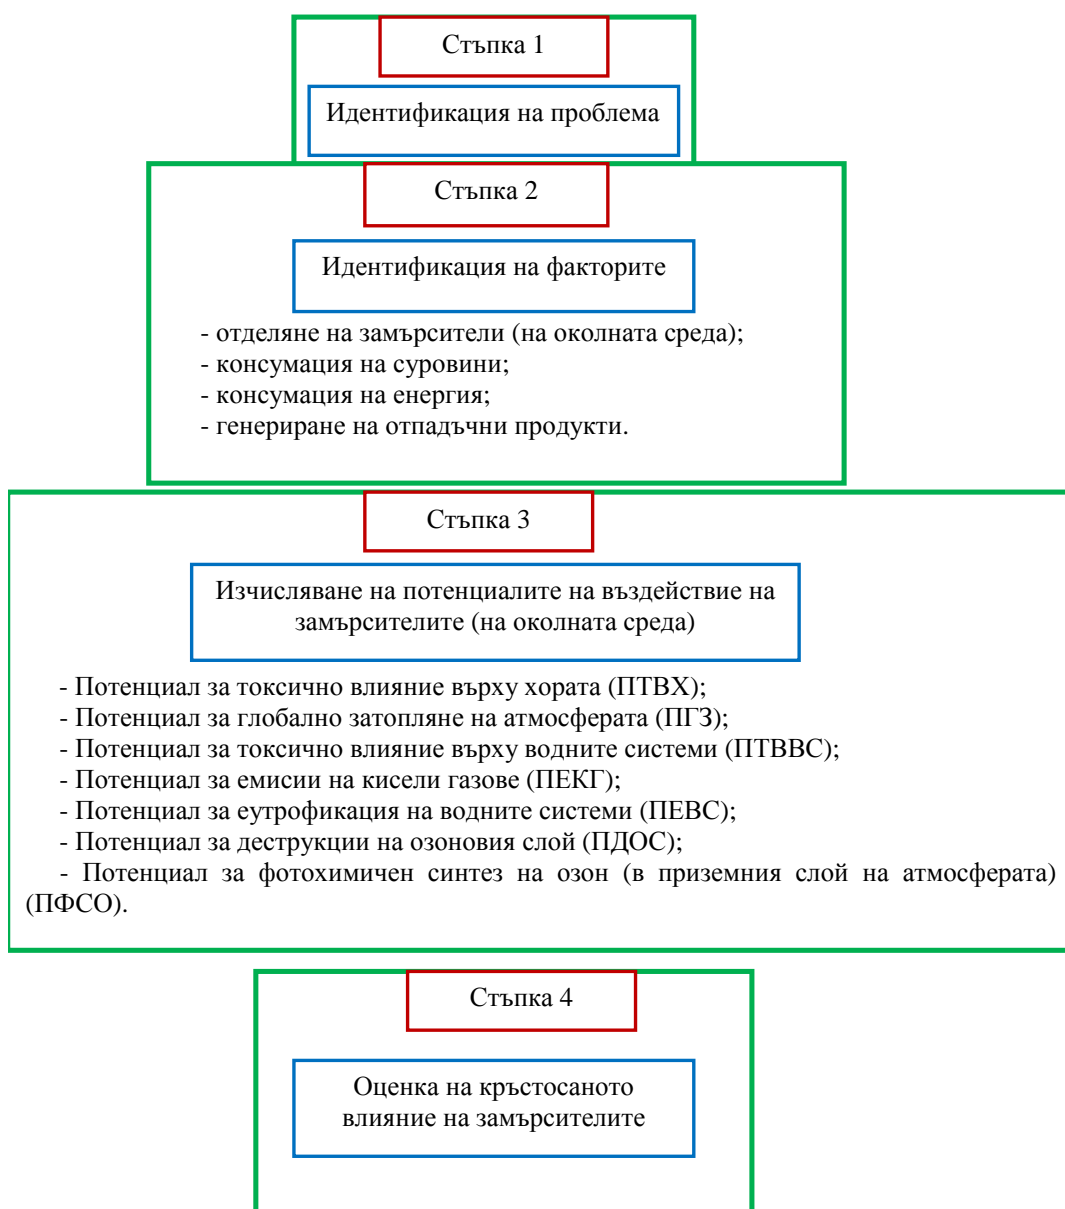 Стъпка 1
Идентификация на проблема
Стъпка 2
Идентификация на факторите
- отделяне на замърсители (на околната среда);
- консумация на суровини;
- консумация на енергия;
- генериране на отпадъчни продукти.
Стъпка 3
Изчисляване на потенциалите на въздействие на
замърсителите (на околната среда)
- Потенциал за токсично влияние върху хората (ПТВХ);
- Потенциал за глобално затопляне на атмосферата (ПГЗ);
- Потенциал за токсично влияние върху водните системи (ПТВВС);
- Потенциал за емисии на кисели газове (ПЕКГ);
- Потенциал за еутрофикация на водните системи (ПЕВС);
- Потенциал за деструкции на озоновия слой (ПДОС);
- Потенциал за фотохимичен синтез на озон (в приземния слой на атмосферата)
(ПФСО).
Стъпка 4
Оценка на кръстосаното
влияние на замърсителите